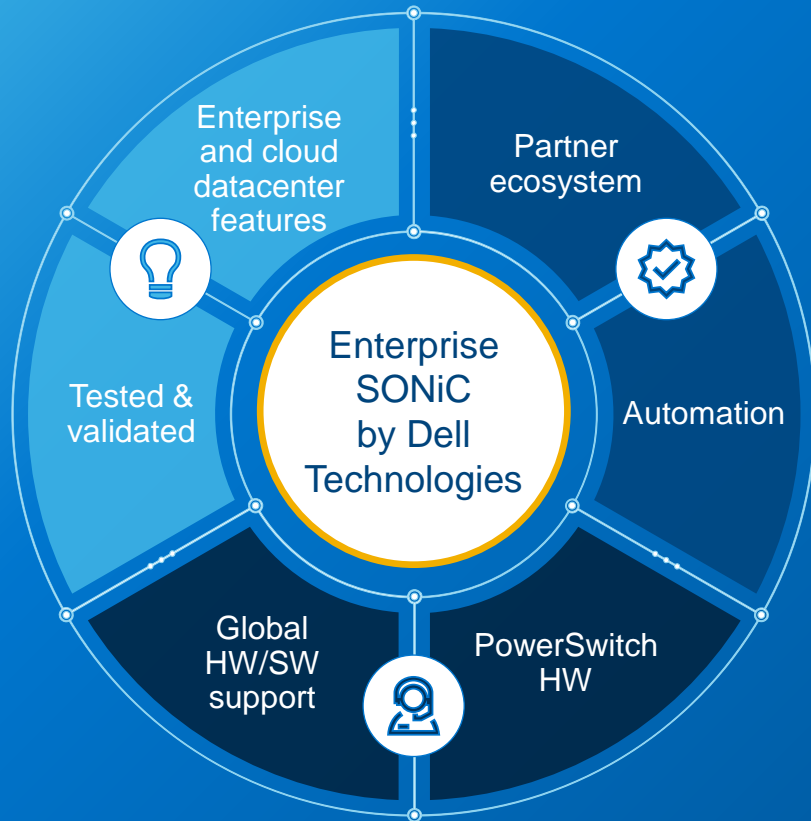 Enterprise
and cloud
datacenter
features
Partner
ecosystem
Tested &
validated
Enterprise
SONiC
by Dell
Technologies
Automation
Global
HW/SW
support
PowerSwitch
HW